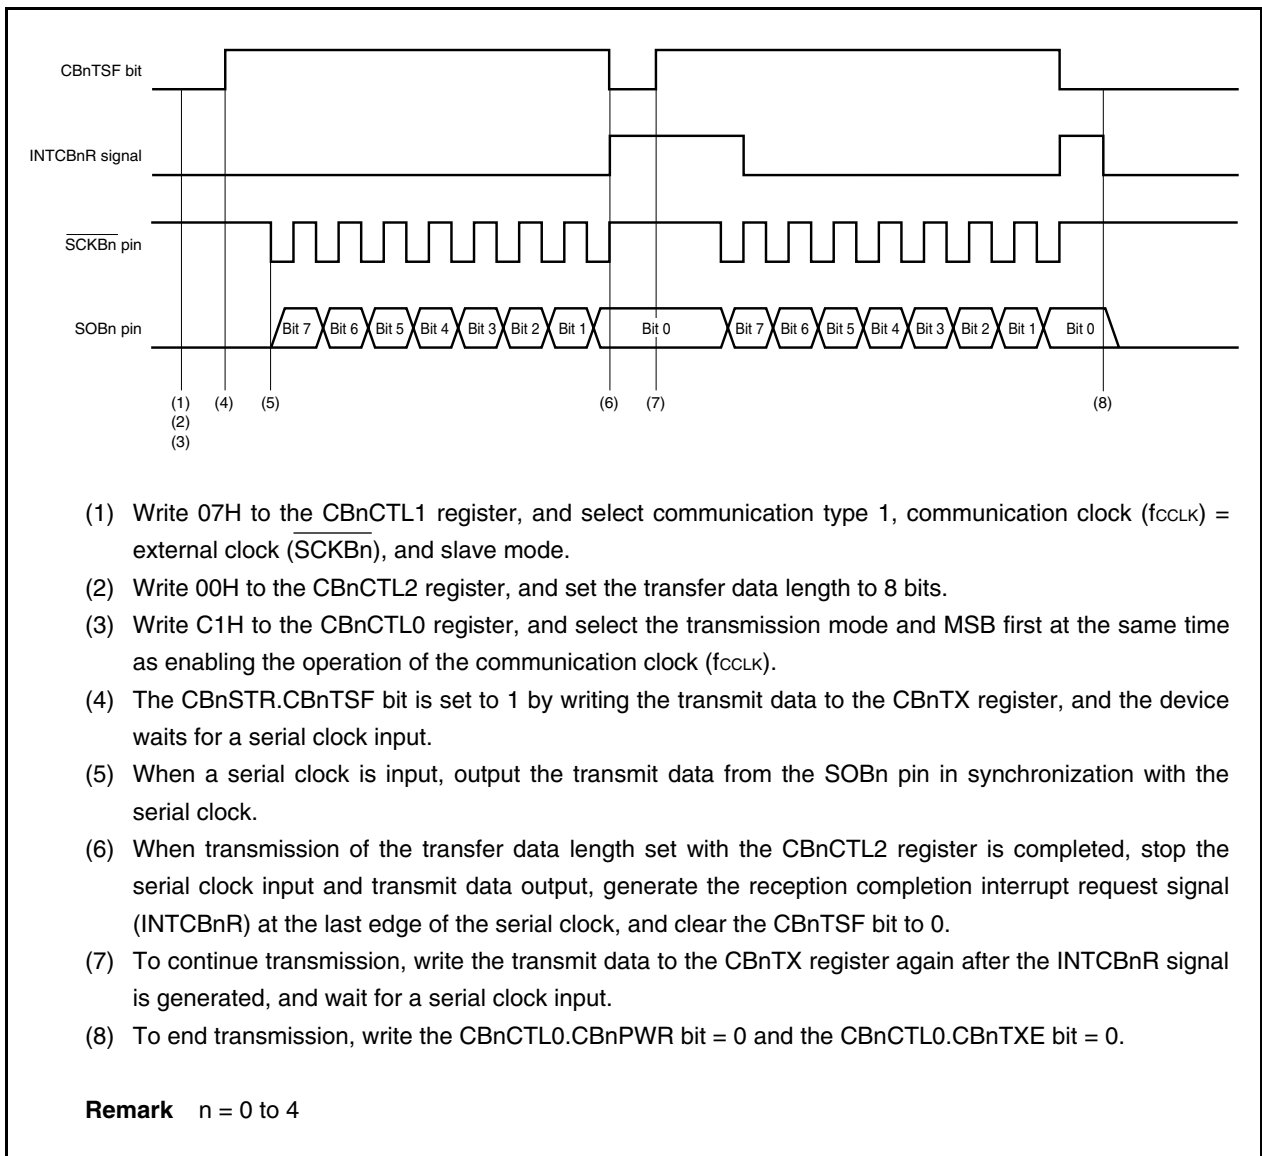 CBnTSF bit
INTCBnR signal
SCKBn pin
SOBn pin
Bit 7 Bit 6 Bit 5 Bit 4 Bit 3 Bit 2 Bit 1 Bit 0 Bit 7 Bit 6 Bit 5 Bit 4 Bit 3 Bit 2 Bit 1 Bit 0
(1) (4) (5) (6) (7) (8)
(2)
(3)
(1) Write 07H to the CBnCTL1 register, and select communication type 1, communication clock (fCCLK) =
external clock (SCKBn), and slave mode.
(2) Write 00H to the CBnCTL2 register, and set the transfer data length to 8 bits.
(3) Write C1H to the CBnCTL0 register, and select the transmission mode and MSB first at the same time
as enabling the operation of the communication clock (fCCLK).
(4) The CBnSTR.CBnTSF bit is set to 1 by writing the transmit data to the CBnTX register, and the device
waits for a serial clock input.
(5) When a serial clock is input, output the transmit data from the SOBn pin in synchronization with the
serial clock.
(6) When transmission of the transfer data length set with the CBnCTL2 register is completed, stop the
serial clock input and transmit data output, generate the reception completion interrupt request signal
(INTCBnR) at the last edge of the serial clock, and clear the CBnTSF bit to 0.
(7) To continue transmission, write the transmit data to the CBnTX register again after the INTCBnR signal
is generated, and wait for a serial clock input.
(8) To end transmission, write the CBnCTL0.CBnPWR bit = 0 and the CBnCTL0.CBnTXE bit = 0.
Remark n = 0 to 4